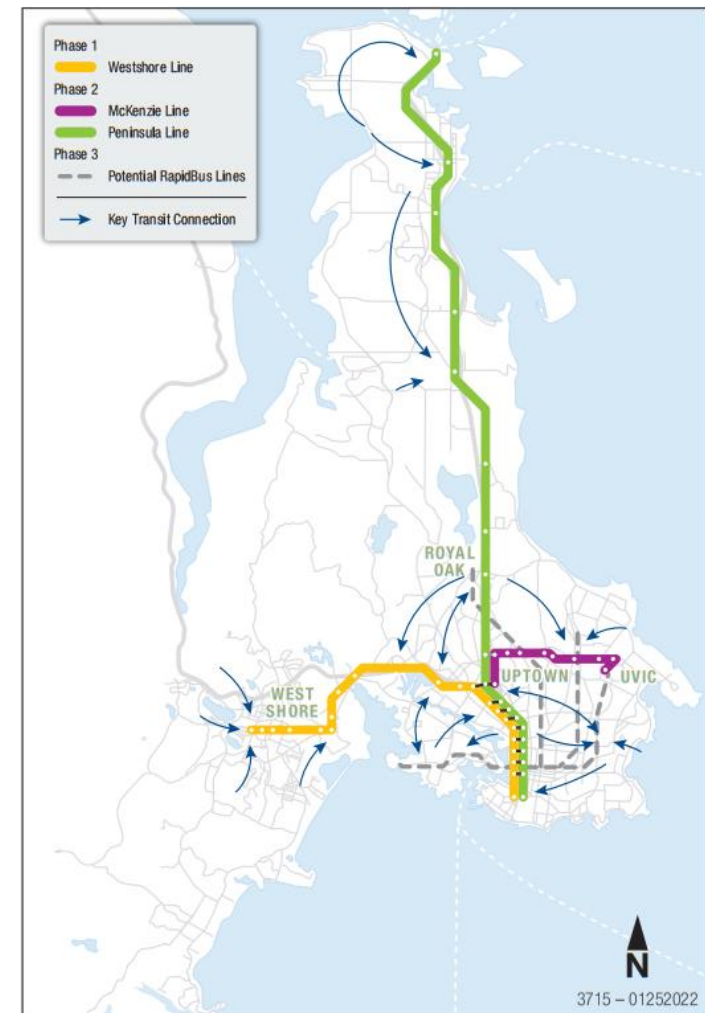 Phase 1
Westshore Line
Phase 2
McKenzie Line
Peninsula Line
Phase 3
Potential RapidBus Lines
Key Transit Connection
ROYAL
OAK
UPTOWN
UVIC
WEST
SHORE
N
3715 – 01252022